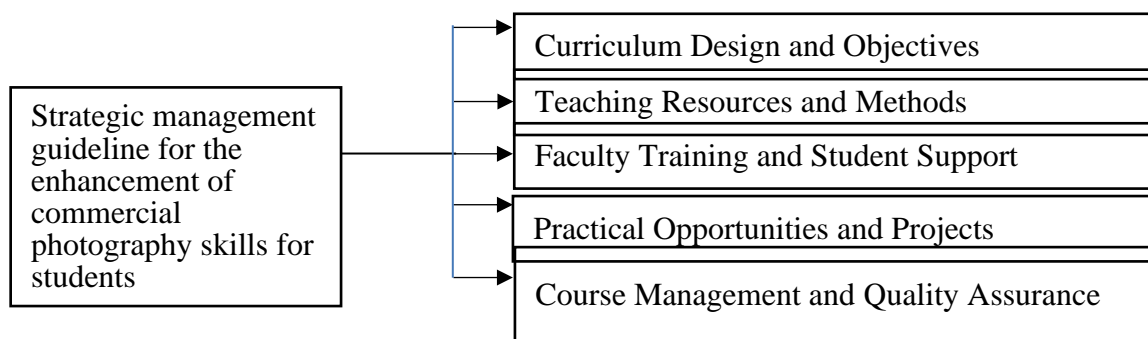 Strategic management
guideline for the
enhancement of
commercial
photography skills for
students
Curriculum Design and Objectives
Teaching Resources and Methods
Faculty Training and Student Support
Practical Opportunities and Projects
Course Management and Quality Assurance